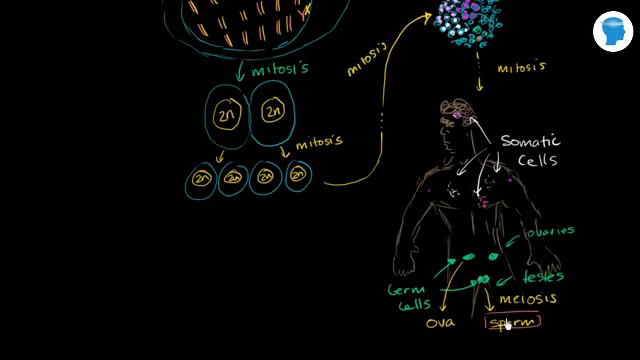 mitosis
2n 2n
mitosis
2n 2n 2n 2n
mitosis
mitosis
Somatic
Cells
ovaries
testes
Germ
cells
meiosis
ova
sperm